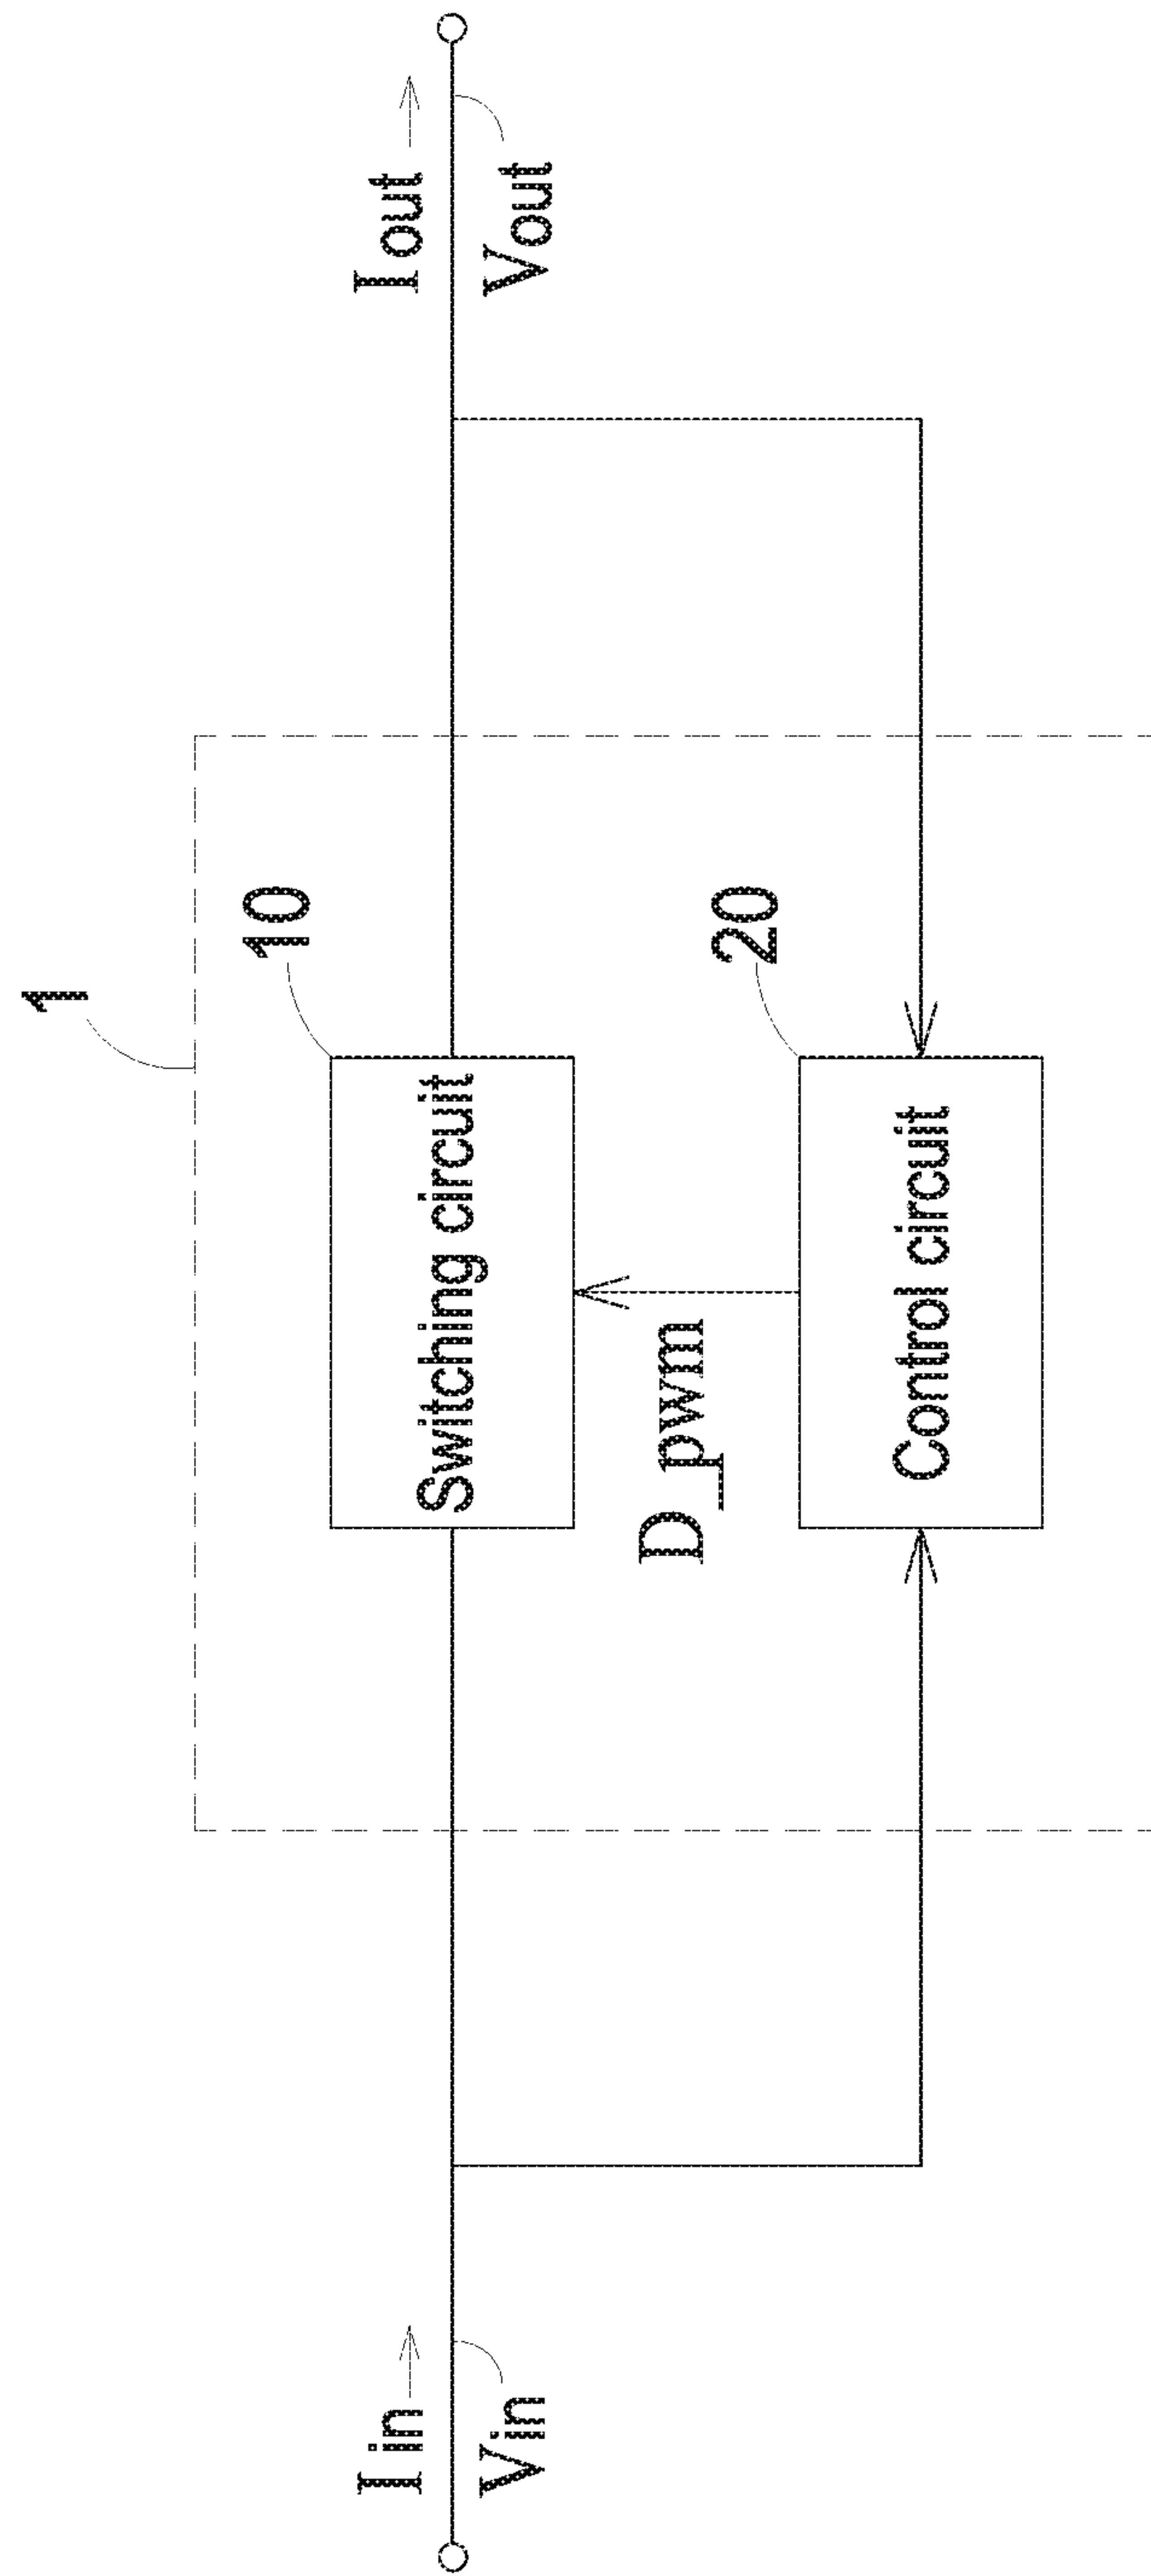 1
10
Iin
Vin
Switching circuit
Iout
Vout
D_pwm
20
Control circuit